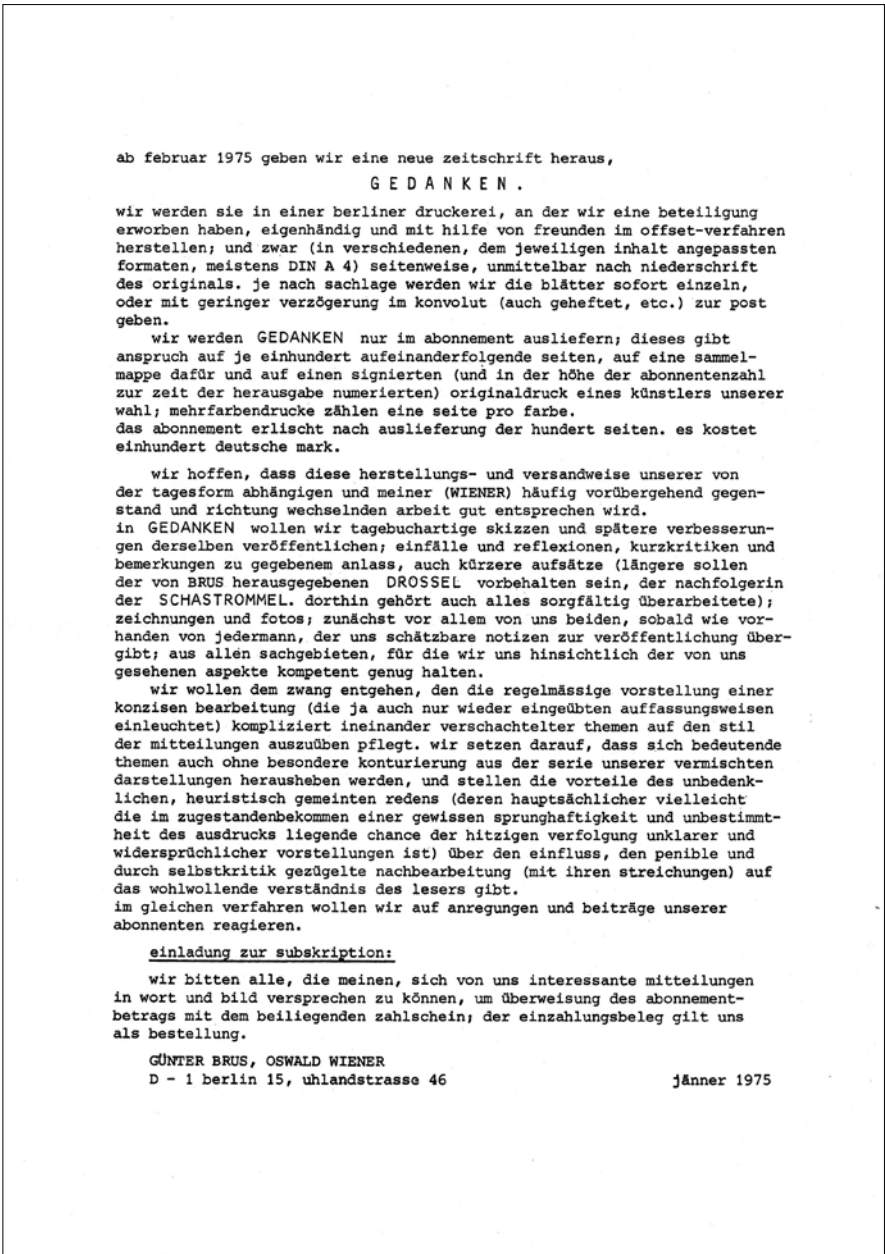 ab februar 1975 geben wir eine neue zeitschrift heraus,
G E D A N K E N .
wir werden sie in einer berliner druckerei, an der wir eine beteiligung
erworben haben, eigenhändig und mit hilfe von freunden im offset-verfahren
herstellen; und zwar (in verschiedenen, dem jeweiligen inhalt angepassten
formaten, meistens DIN A 4) seitenweise, unmittelbar nach niederschrift
des originals. je nach sachlage werden wir die blätter sofort einzeln,
oder mit geringer verzögerung im konvolut (auch geheftet, etc.) zur post
geben.
wir werden GEDANKEN nur im abonnement ausliefern; dieses gibt
anspruch auf je einhundert aufeinanderfolgende seiten, auf eine sammel-
mappe dafür und auf einen signierten (und in der höhe der abonnentenzahl
zur zeit der herausgabe numerierten) originaldruck eines künstlers unserer
wahl; mehrfarbendrucke zählen eine seite pro farbe.
das abonnement erlischt nach auslieferung der hundert seiten. es kostet
einhundert deutsche mark.
wir hoffen, dass diese herstellungs- und versandweise unserer von
der tagesform abhängigen und meiner (WIENER) häufig vorübergehend gegen-
stand und richtung wechselnden arbeit gut entsprechen wird.
in GEDANKEN wollen wir tagebuchartige skizzen und spätere verbesserun-
gen derselben veröffentlichen; einfälle und reflexionen, kurzkritiken und
bemerkungen zu gegebenem anlass, auch kürzere aufsätze (längere sollen
der von BRUS herausgegebenen DROSSEL vorbehalten sein, der nachfolgerin
der SCHASTROMMEL. dorthin gehört auch alles sorgfältig überarbeitete);
zeichnungen und fotos; zunächst vor allem von uns beiden, sobald wie vor-
handen von jedermann, der uns schätzbare notizen zur veröffentlichung über-
gibt; aus allen sachgebieten, für die wir uns hinsichtlich der von uns
gesehenen aspekte kompetent genug halten.
wir wollen dem zwang entgehen, den die regelmässige vorstellung einer
konzisen bearbeitung (die ja auch nur wieder eingeübten auffassungsweisen
einleuchtet) kompliziert ineinander verschachtelter themen auf den stil
der mitteilungen auszuüben pflegt. wir setzen darauf, dass sich bedeutende
themen auch ohne besondere konturierung aus der serie unserer vermischten
darstellungen herausheben werden, und stellen die vorteile des unbedenk-
lichen, heuristisch gemeinten redens (deren hauptsächlicher vielleicht
die im zugestandenbekommen einer gewissen sprunghaftigkeit und unbestimmt-
heit des ausdrucks liegende chance der hitzigen verfolgung unklarer und
widersprüchlicher vorstellungen ist) über den einfluss, den penible und
durch selbstkritik gezügelte nachbearbeitung (mit ihren streichungen) auf
das wohlwollende verständnis des lesers gibt.
im gleichen verfahren wollen wir auf anregungen und beiträge unserer
abonnenten reagieren.
einladung zur subskription:
wir bitten alle, die meinen, sich von uns interessante mitteilungen
in wort und bild versprechen zu können, um überweisung des abonnement-
betrags mit dem beiliegenden zahlschein; der einzahlungsbeleg gilt uns
als bestellung.
GÜNTER BRUS, OSWALD WIENER
D - 1 berlin 15, uhlandstrasse 46 jänner 1975